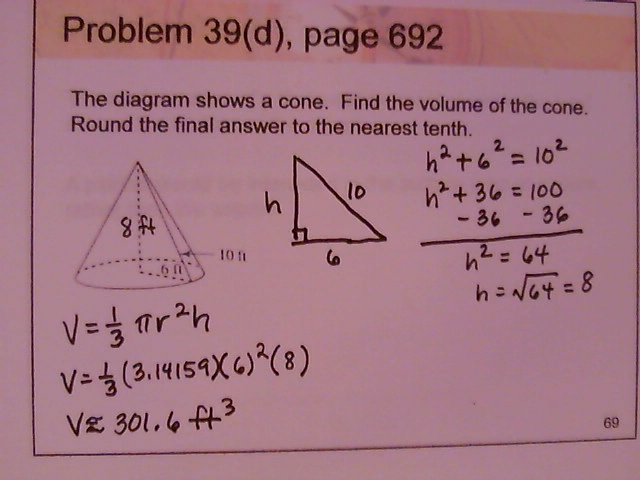 Problem 39(d), page 692
The diagram shows a cone. Find the volume of the cone.
Round the final answer to the nearest tenth.
8 ft
10 ft
6 ft
h
10
6
h² + 6² = 10²
h² + 36 = 100
- 36 - 36
h² = 64
h = √64 = 8
V = 1/3 πr²h
V = 1/3 (3.14159)(6)²(8)
V ≈ 301.6 ft³
69